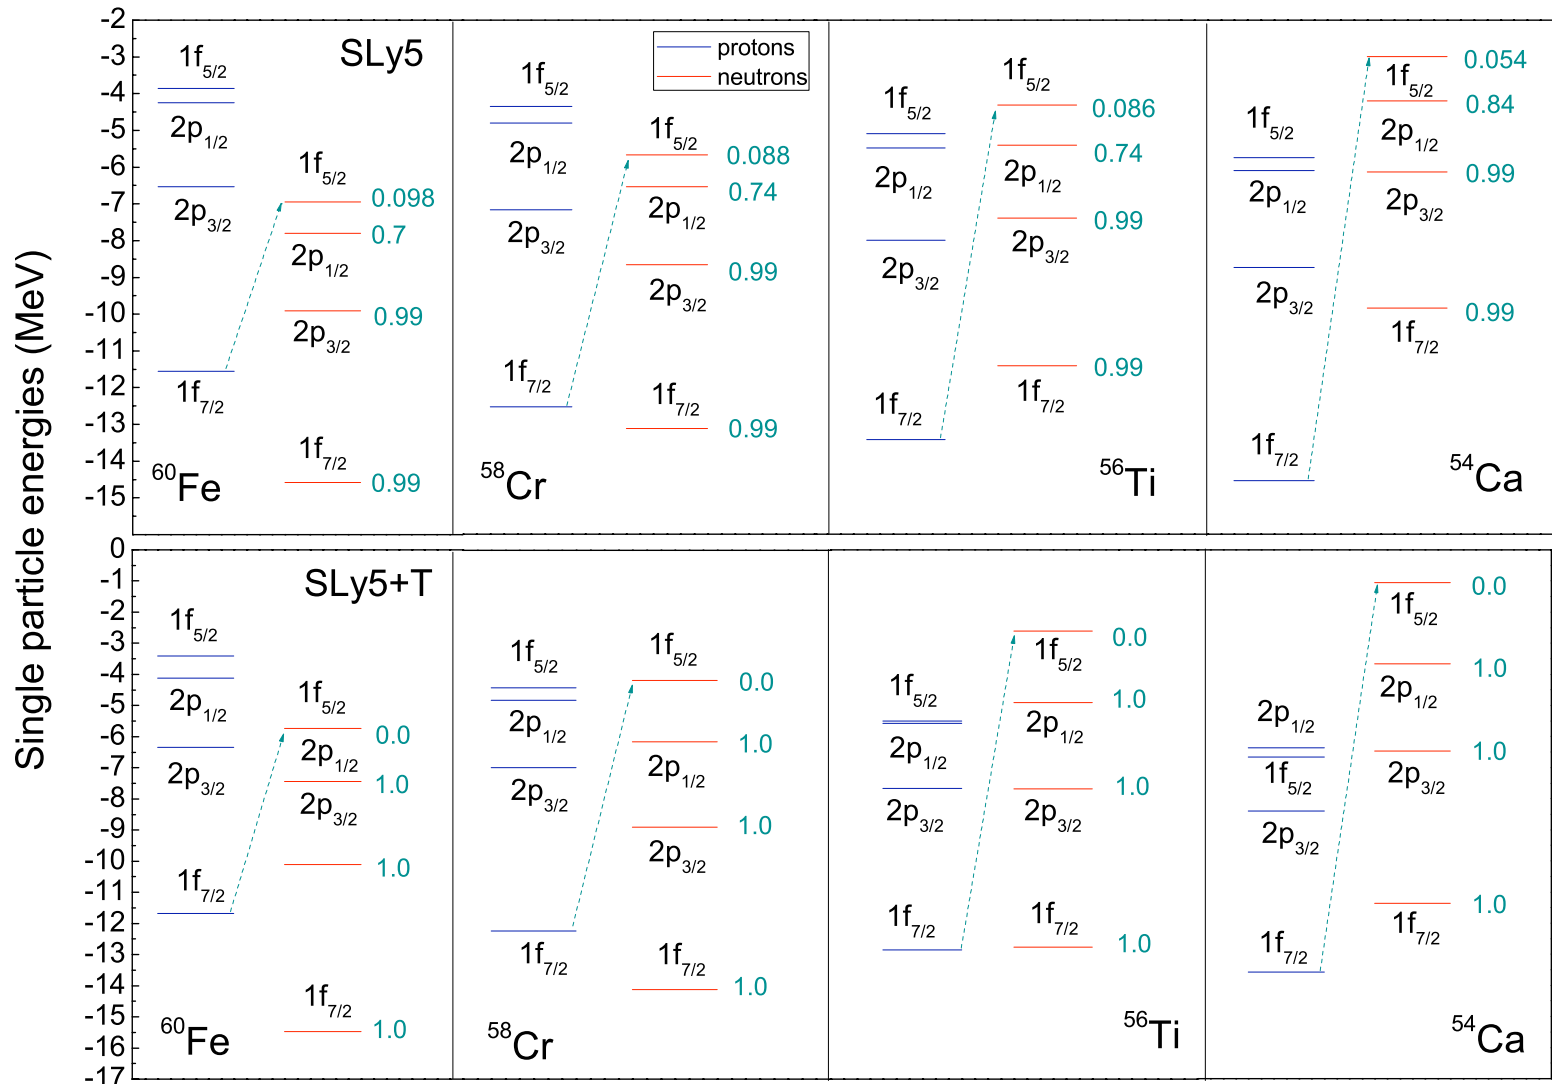 Single particle energies (MeV)
-2
-3
-4
-5
-6
-7
-8
-9
-10
-11
-12
-13
-14
-15
SLy5
1f5/2
2p1/2
2p3/2
1f7/2
1f5/2
0.098
0.7
2p1/2
0.99
2p3/2
1f7/2
0.99
60Fe
protons
neutrons
1f5/2
2p1/2
2p3/2
1f7/2
1f5/2
0.088
0.74
2p1/2
0.99
2p3/2
1f7/2
0.99
58Cr
1f5/2
2p1/2
2p3/2
1f7/2
1f5/2
0.086
0.74
2p1/2
0.99
2p3/2
0.99
1f7/2
56Ti
1f5/2
2p1/2
2p3/2
1f7/2
0.054
1f5/2
0.84
2p1/2
0.99
2p3/2
0.99
1f7/2
54Ca
0
-1
-2
-3
-4
-5
-6
-7
-8
-9
-10
-11
-12
-13
-14
-15
-16
-17
SLy5+T
1f5/2
2p1/2
2p3/2
1f7/2
1f5/2
0.0
2p1/2
1.0
2p3/2
1.0
1f7/2
1.0
60Fe
1f5/2
2p1/2
2p3/2
1f7/2
1f5/2
0.0
1.0
2p1/2
1.0
2p3/2
1f7/2
1.0
58Cr
1f5/2
2p1/2
2p3/2
1f7/2
0.0
1f5/2
1.0
2p1/2
1.0
2p3/2
1f7/2
1.0
56Ti
2p1/2
1f5/2
2p3/2
1f7/2
0.0
1f5/2
1.0
2p1/2
1.0
2p3/2
1.0
1f7/2
54Ca